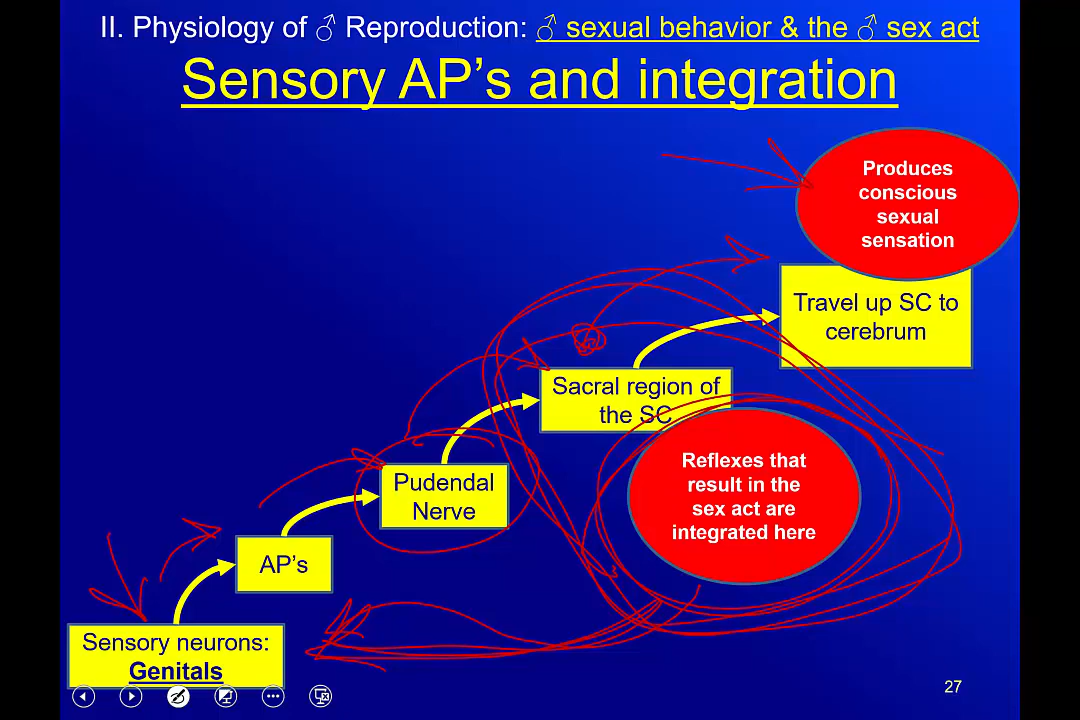 II. Physiology of ♂ Reproduction: ♂ sexual behavior & the ♂ sex act
Sensory AP’s and integration
Produces
conscious
sexual
sensation
Travel up SC to
cerebrum
Sacral region of
the SC
Reflexes that
result in the
sex act are
integrated here
Pudendal
Nerve
AP’s
Sensory neurons:
Genitals
27